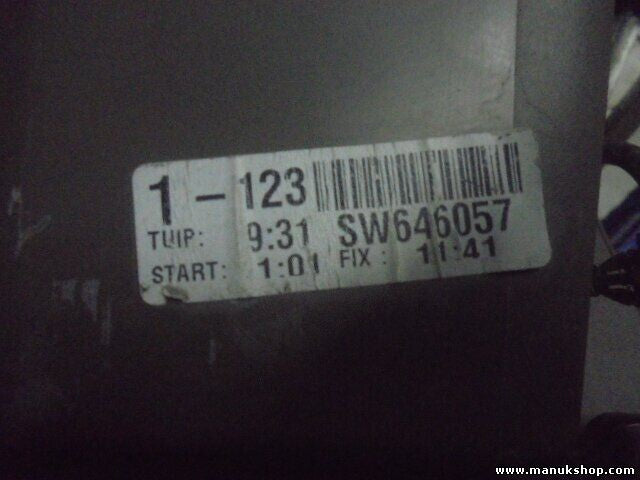 1 - 123
TUIP: 9:31 SW646057
START: 1:01 FIX : 11:41
www.manukshop.com